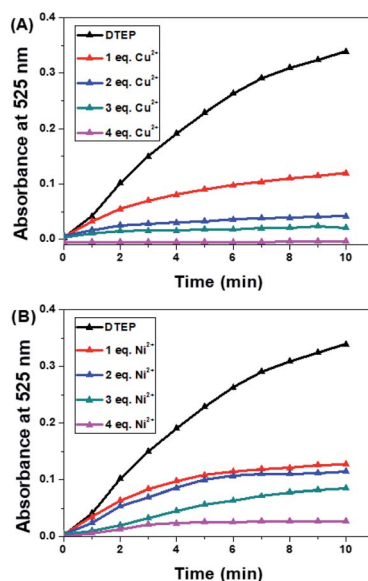 (A)
Absorbance at 525 nm
0.4
0.3
0.2
0.1
0.0
DTEP
1 eq. Cu²⁺
2 eq. Cu²⁺
3 eq. Cu²⁺
4 eq. Cu²⁺
0 2 4 6 8 10
Time (min)
(B)
Absorbance at 525 nm
0.4
0.3
0.2
0.1
0.0
DTEP
1 eq. Ni²⁺
2 eq. Ni²⁺
3 eq. Ni²⁺
4 eq. Ni²⁺
0 2 4 6 8 10
Time (min)